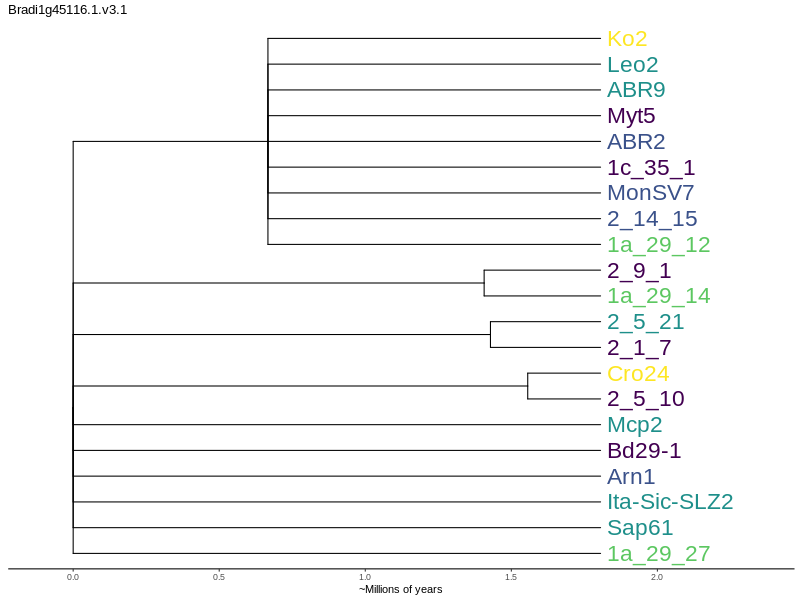 Bradi1g45116.1.v3.1
Ko2
Leo2
ABR9
Myt5
ABR2
1c_35_1
MonSV7
2_14_15
1a_29_12
2_9_1
1a_29_14
2_5_21
2_1_7
Cro24
2_5_10
Mcp2
Bd29-1
Arn1
Ita-Sic-SLZ2
Sap61
1a_29_27
0.0 0.5 1.0 1.5 2.0
~Millions of years